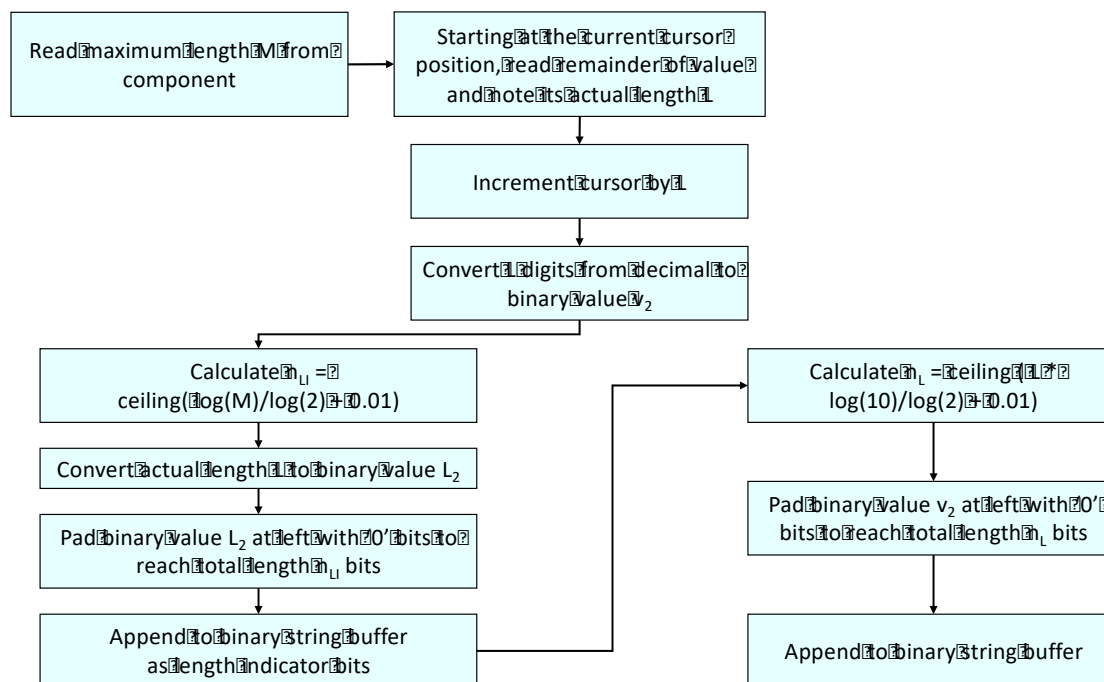 Read maximum length M from
component
Starting at the current cursor
position, read remainder of value
and note its actual length L
Increment cursor by L
Convert L digits from decimal to
binary value v₂
Calculate n_LI =
ceiling( log(M)/log(2) + 0.01)
Convert actual length L to binary value L₂
Pad binary value L₂ at left with '0' bits to
reach total length n_LI bits
Append to binary string buffer
as length indicator bits
Calculate n_L = ceiling ( L *
log(10)/log(2) + 0.01)
Pad binary value v₂ at left with '0'
bits to reach total length n_L bits
Append to binary string buffer